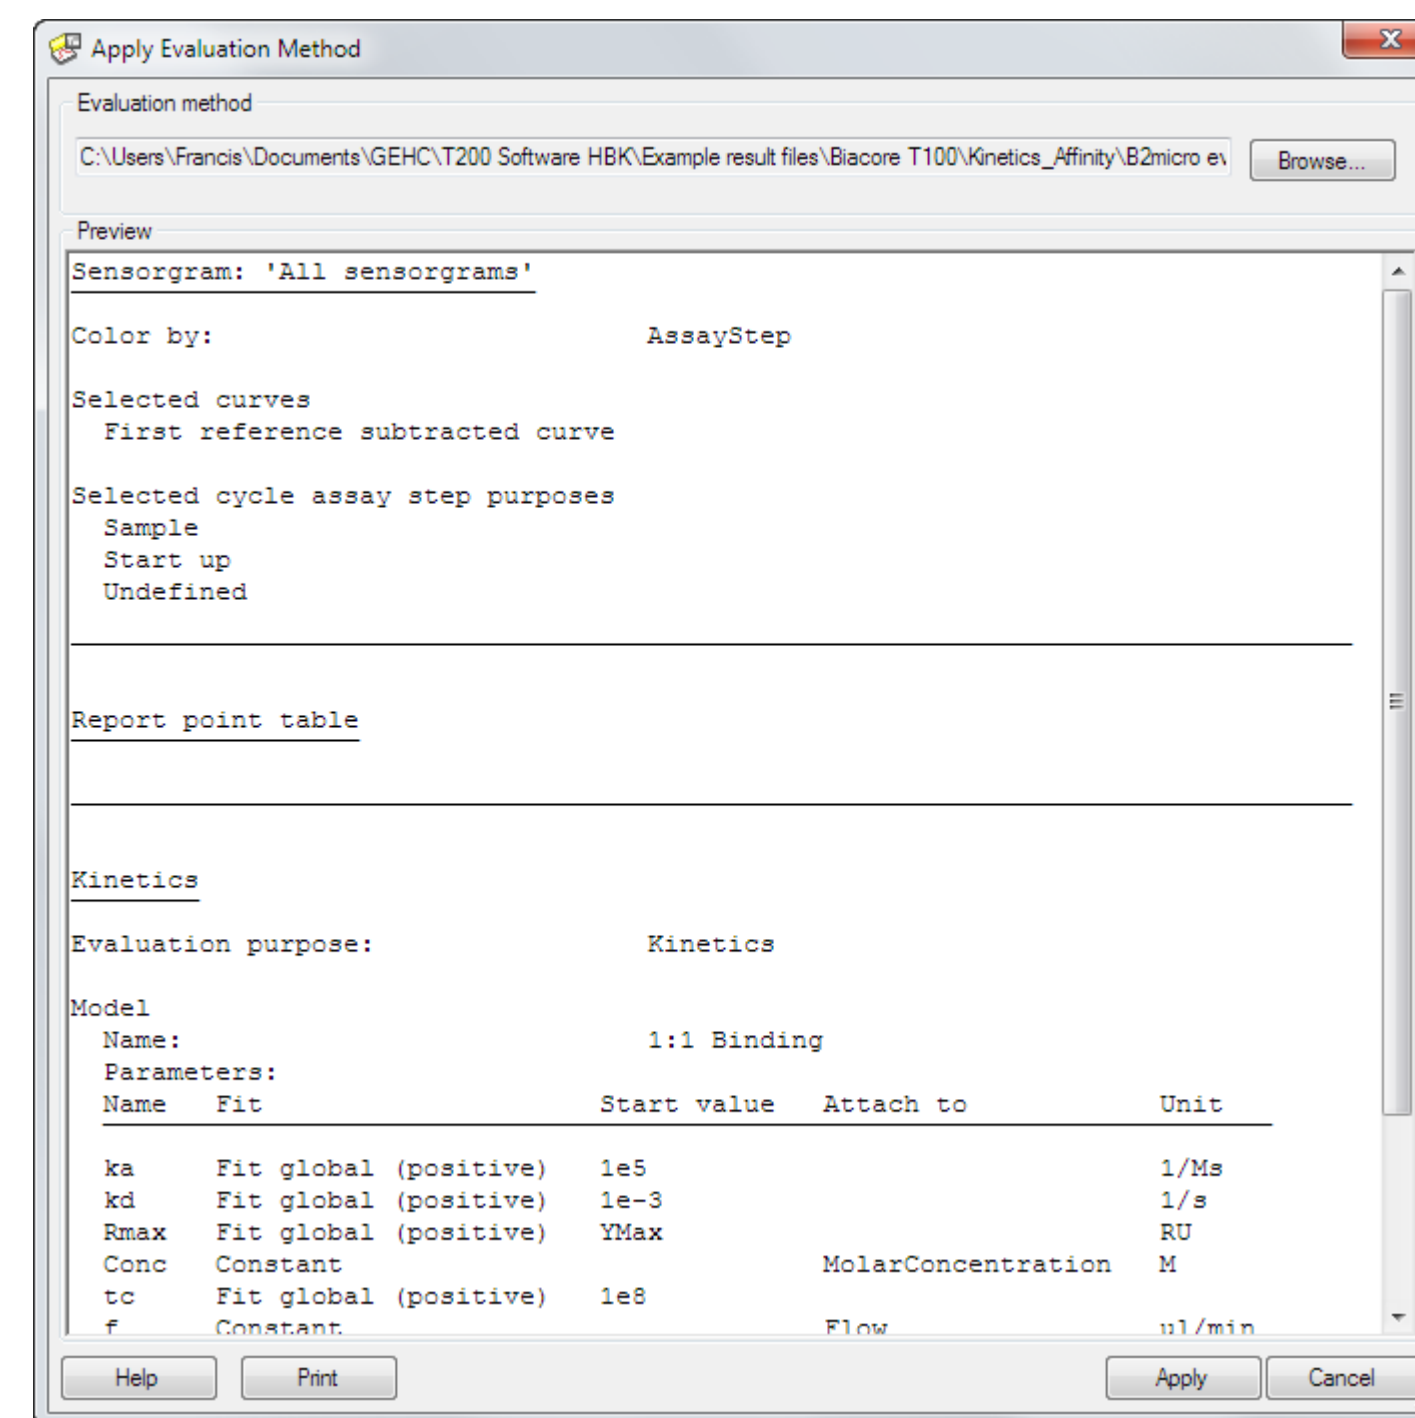 Apply Evaluation Method
Evaluation method
C:\Users\Francis\Documents\GEHC\T200 Software HBK\Example result files\Biacore T100\Kinetics_Affinity\B2micro ev
Browse...
Preview
Sensorgram: 'All sensorgrams'
Color by: AssayStep
Selected curves
First reference subtracted curve
Selected cycle assay step purposes
Sample
Start up
Undefined
Report point table
Kinetics
Evaluation purpose: Kinetics
Model
Name: 1:1 Binding
Parameters:
Name Fit Start value Attach to Unit
ka Fit global (positive) 1e5 1/Ms
kd Fit global (positive) 1e-3 1/s
Rmax Fit global (positive) YMax RU
Conc Constant MolarConcentration M
tc Fit global (positive) 1e8
f Constant Flow ul/min
Help Print Apply Cancel